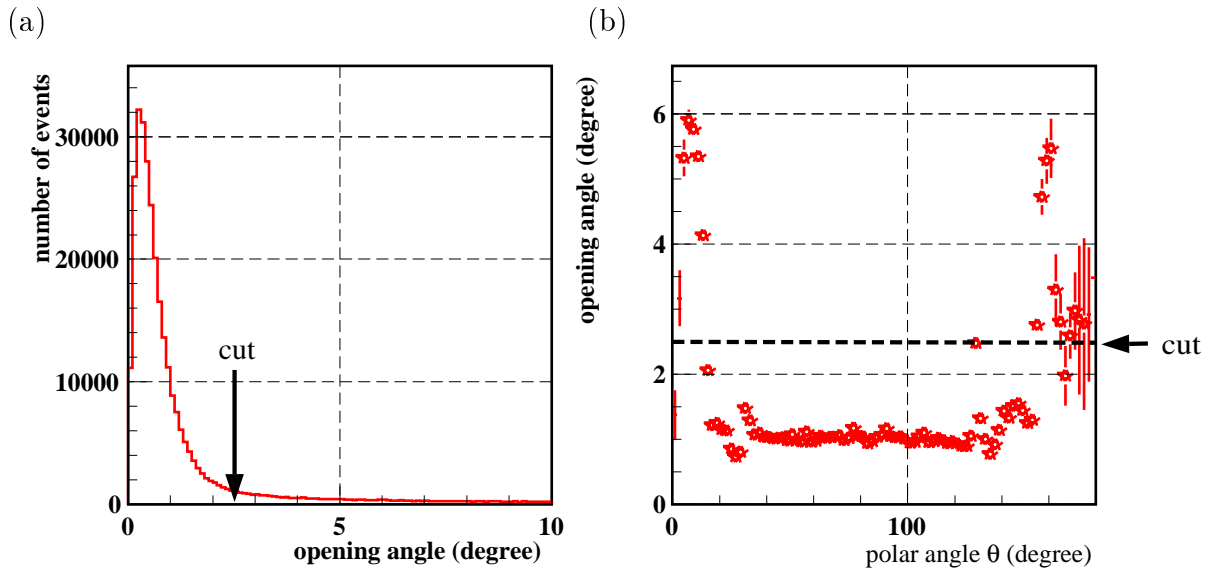 (a)
number of events
30000
20000
10000
0
cut
0
5
10
opening angle (degree)
(b)
opening angle (degree)
6
4
2
0
cut
0
100
polar angle θ (degree)